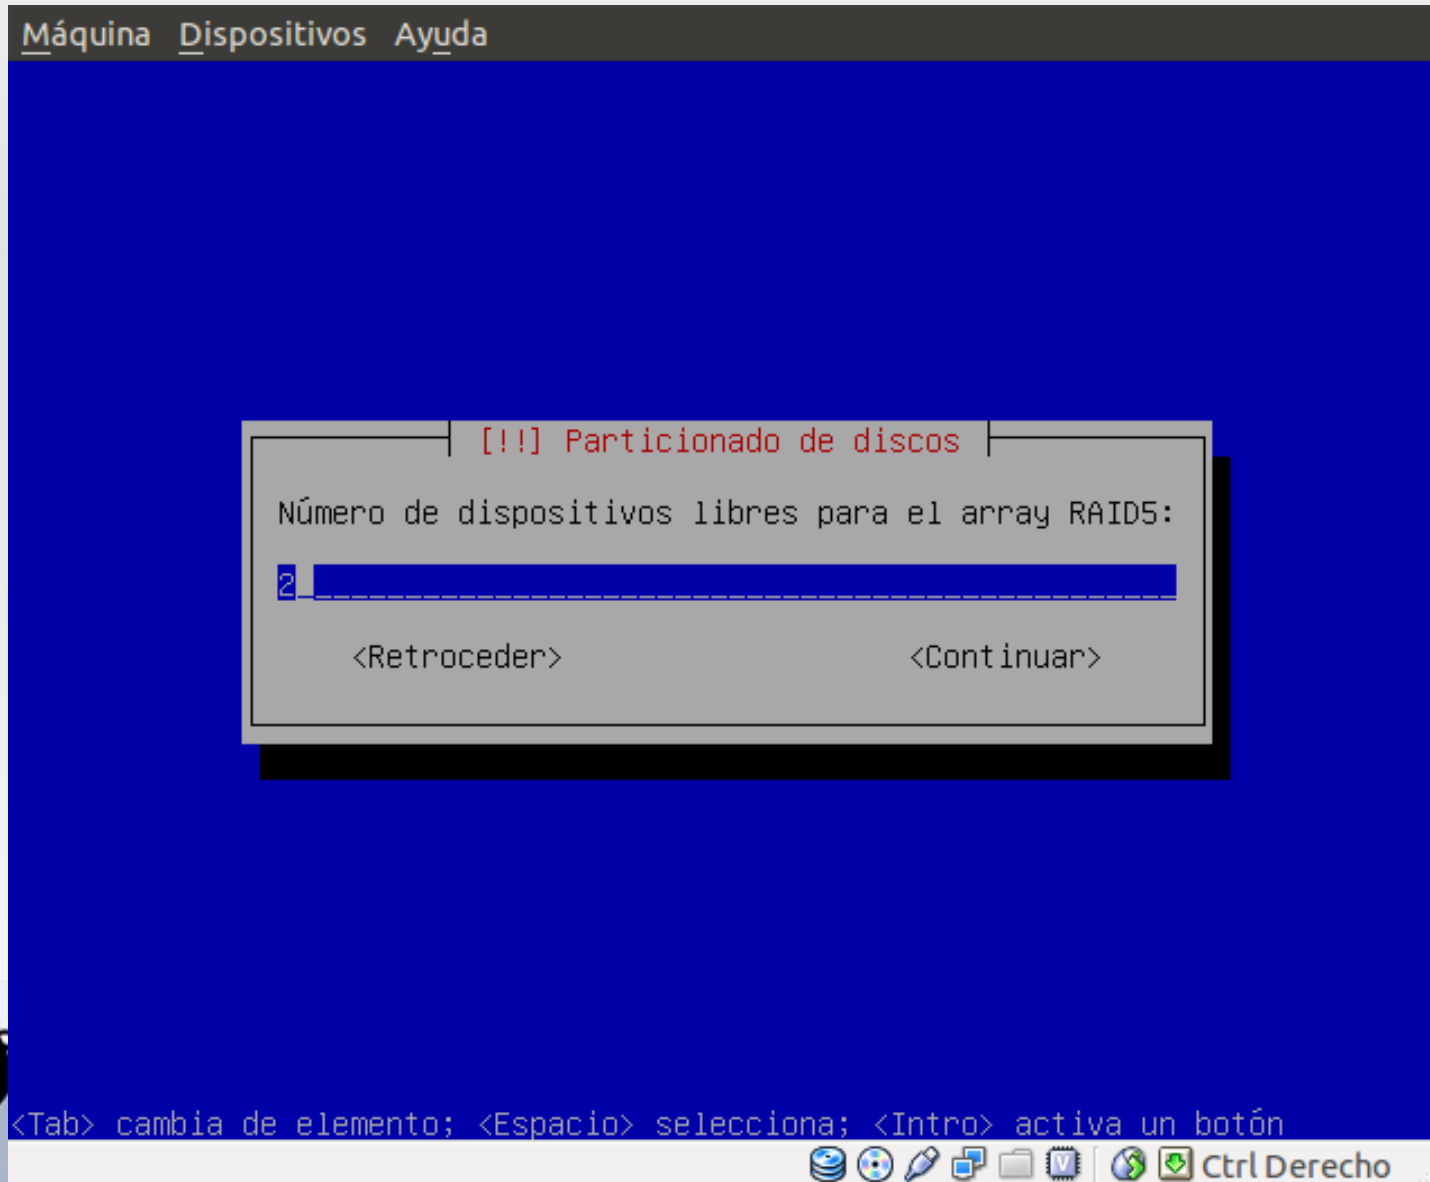 Máquina Dispositivos Ayuda
[!!] Particionado de discos
Número de dispositivos libres para el array RAID5:
2
<Retroceder> <Continuar>
<Tab> cambia de elemento; <Espacio> selecciona; <Intro> activa un botón
V
Ctrl Derecho